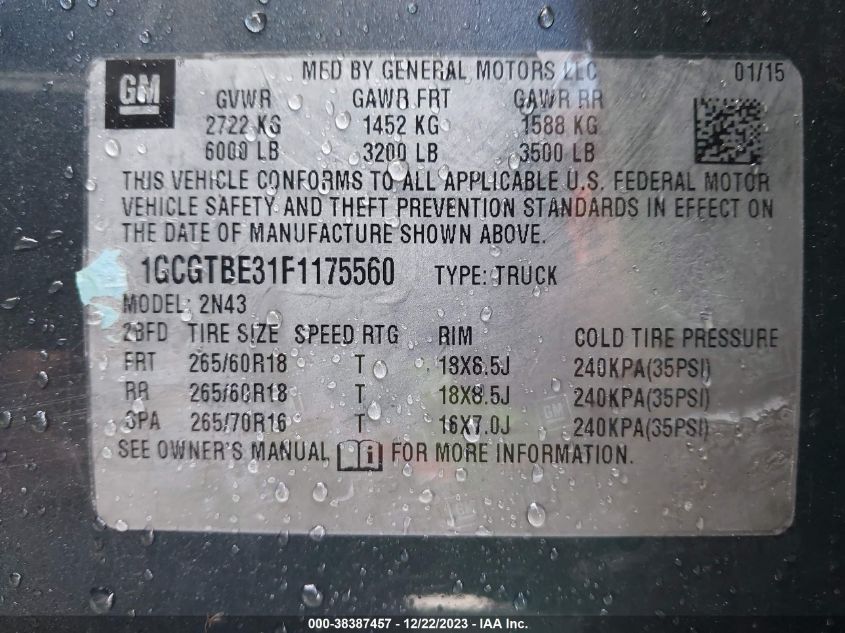 GM
MFD BY GENERAL MOTORS LLC 01/15
GVWR GAWR FRT GAWR RR
2722 KG 1452 KG 1588 KG
6000 LB 3200 LB 3500 LB
THIS VEHICLE CONFORMS TO ALL APPLICABLE U.S. FEDERAL MOTOR
VEHICLE SAFETY AND THEFT PREVENTION STANDARDS IN EFFECT ON
THE DATE OF MANUFACTURE SHOWN ABOVE.
1GCGTBE31F1175560 TYPE: TRUCK
MODEL: 2N43
2BFD TIRE SIZE SPEED RTG RIM COLD TIRE PRESSURE
FRT 265/60R18 T 18X8.5J 240KPA(35PSI)
RR 265/60R18 T 18X8.5J 240KPA(35PSI)
SPA 265/70R16 T 16X7.0J 240KPA(35PSI)
SEE OWNER'S MANUAL FOR MORE INFORMATION.
000-38387457 - 12/22/2023 - IAA, Inc.